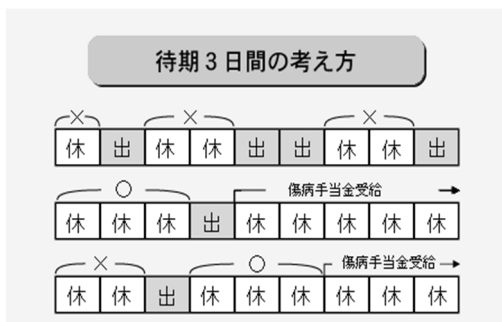 待期3日間の考え方
× × ×
休 出 休 休 出 出 休 休 出
○ 傷病手当金受給
休 休 休 出 休 休 休 休 休
× ○ 傷病手当金受給
休 休 出 休 休 休 休 休 休